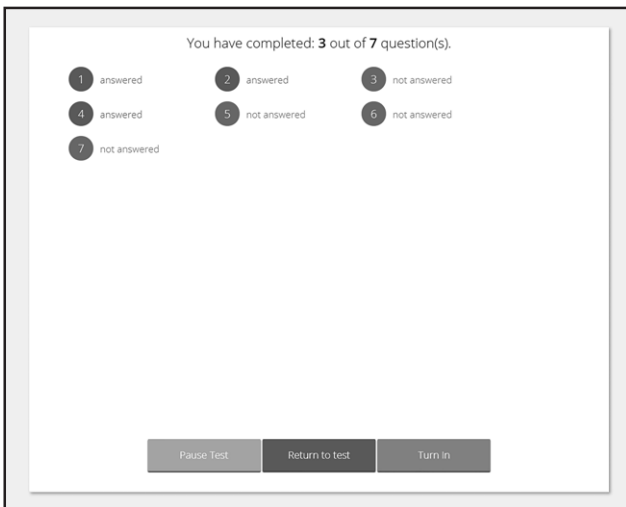 You have completed: 3 out of 7 question(s).
1 answered 2 answered 3 not answered
4 answered 5 not answered 6 not answered
7 not answered
Pause Test Return to test Turn in